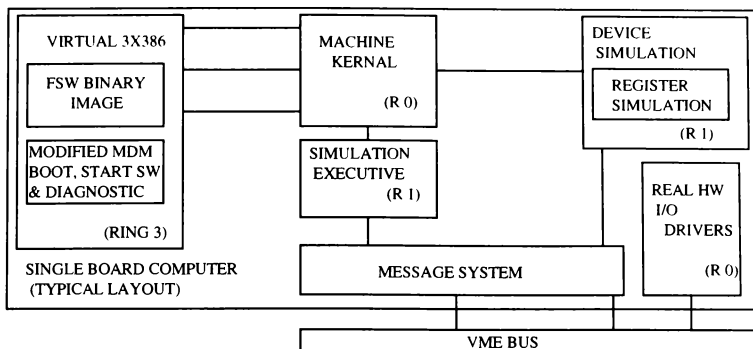 VIRTUAL 3X386
FSW BINARY
IMAGE
MODIFIED MDM
BOOT, START SW
& DIAGNOSTIC
(RING 3)
SINGLE BOARD COMPUTER
(TYPICAL LAYOUT)
MACHINE
KERNAL
(R 0)
SIMULATION
EXECUTIVE
(R 1)
MESSAGE SYSTEM
DEVICE
SIMULATION
REGISTER
SIMULATION
(R 1)
REAL HW
I/O
DRIVERS
(R 0)
VME BUS